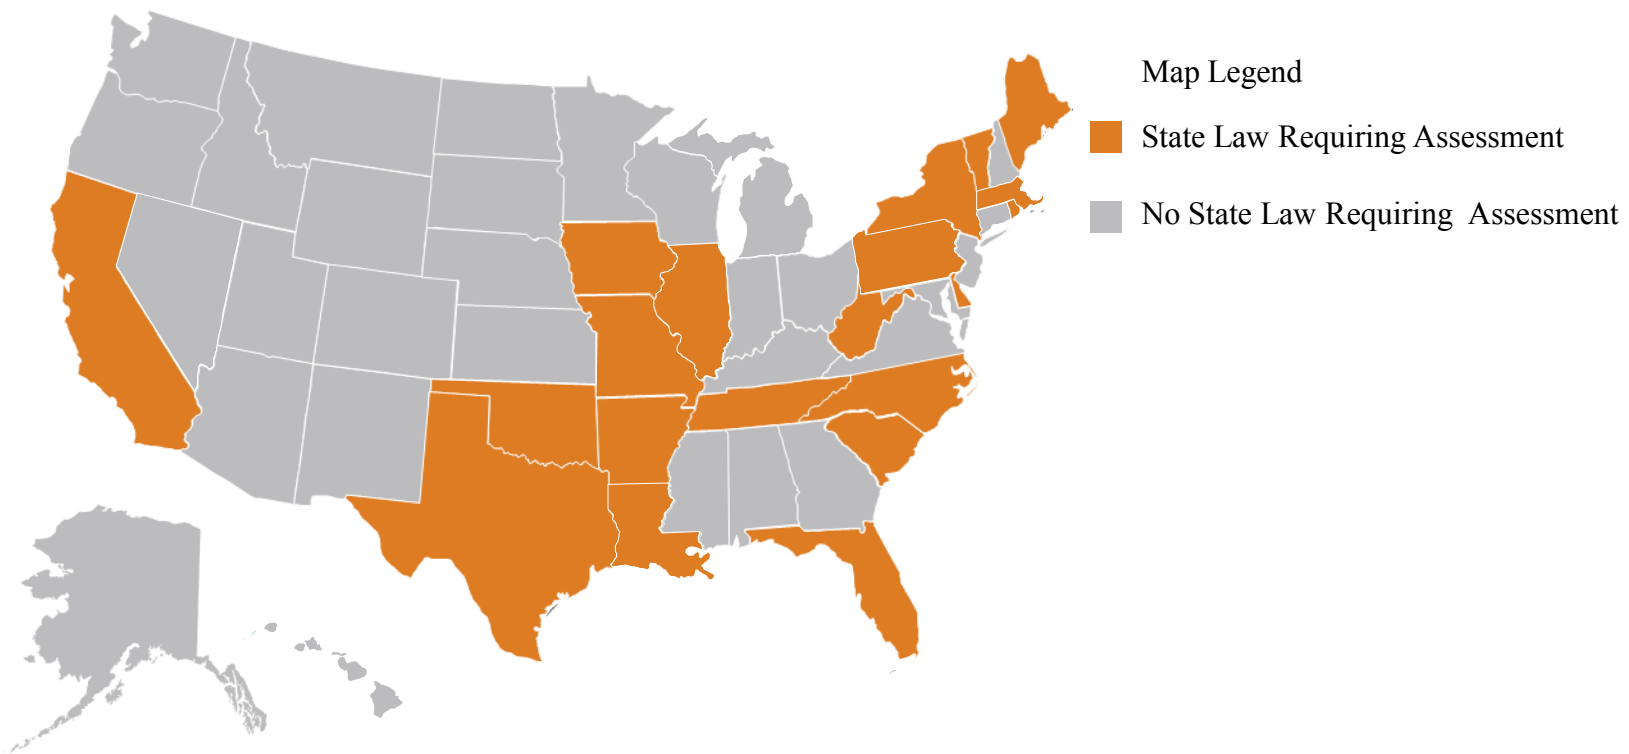 Map Legend
State Law Requiring Assessment
No State Law Requiring  Assessment